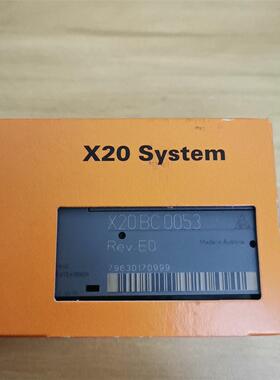 X20 System
X20BC0053
Rev.E0
Made in Austria
79630170999